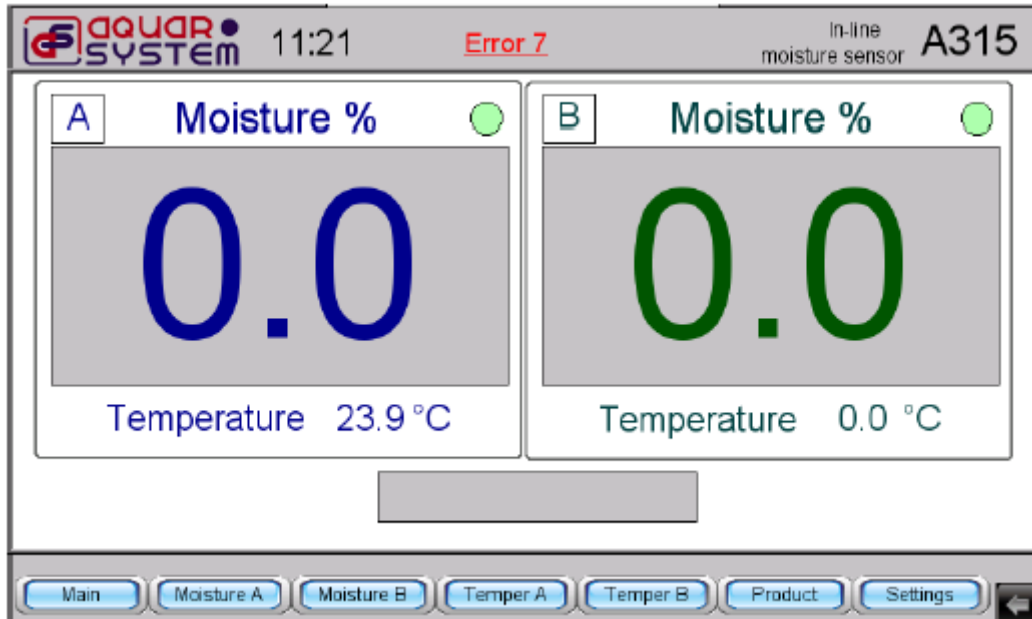 AQUAR SYSTEM 11:21 Error 7 In-line moisture sensor A315
A Moisture %
0.0
Temperature 23.9 °C
B Moisture %
0.0
Temperature 0.0 °C
Main Moisture A Moisture B Temper A Temper B Product Settings